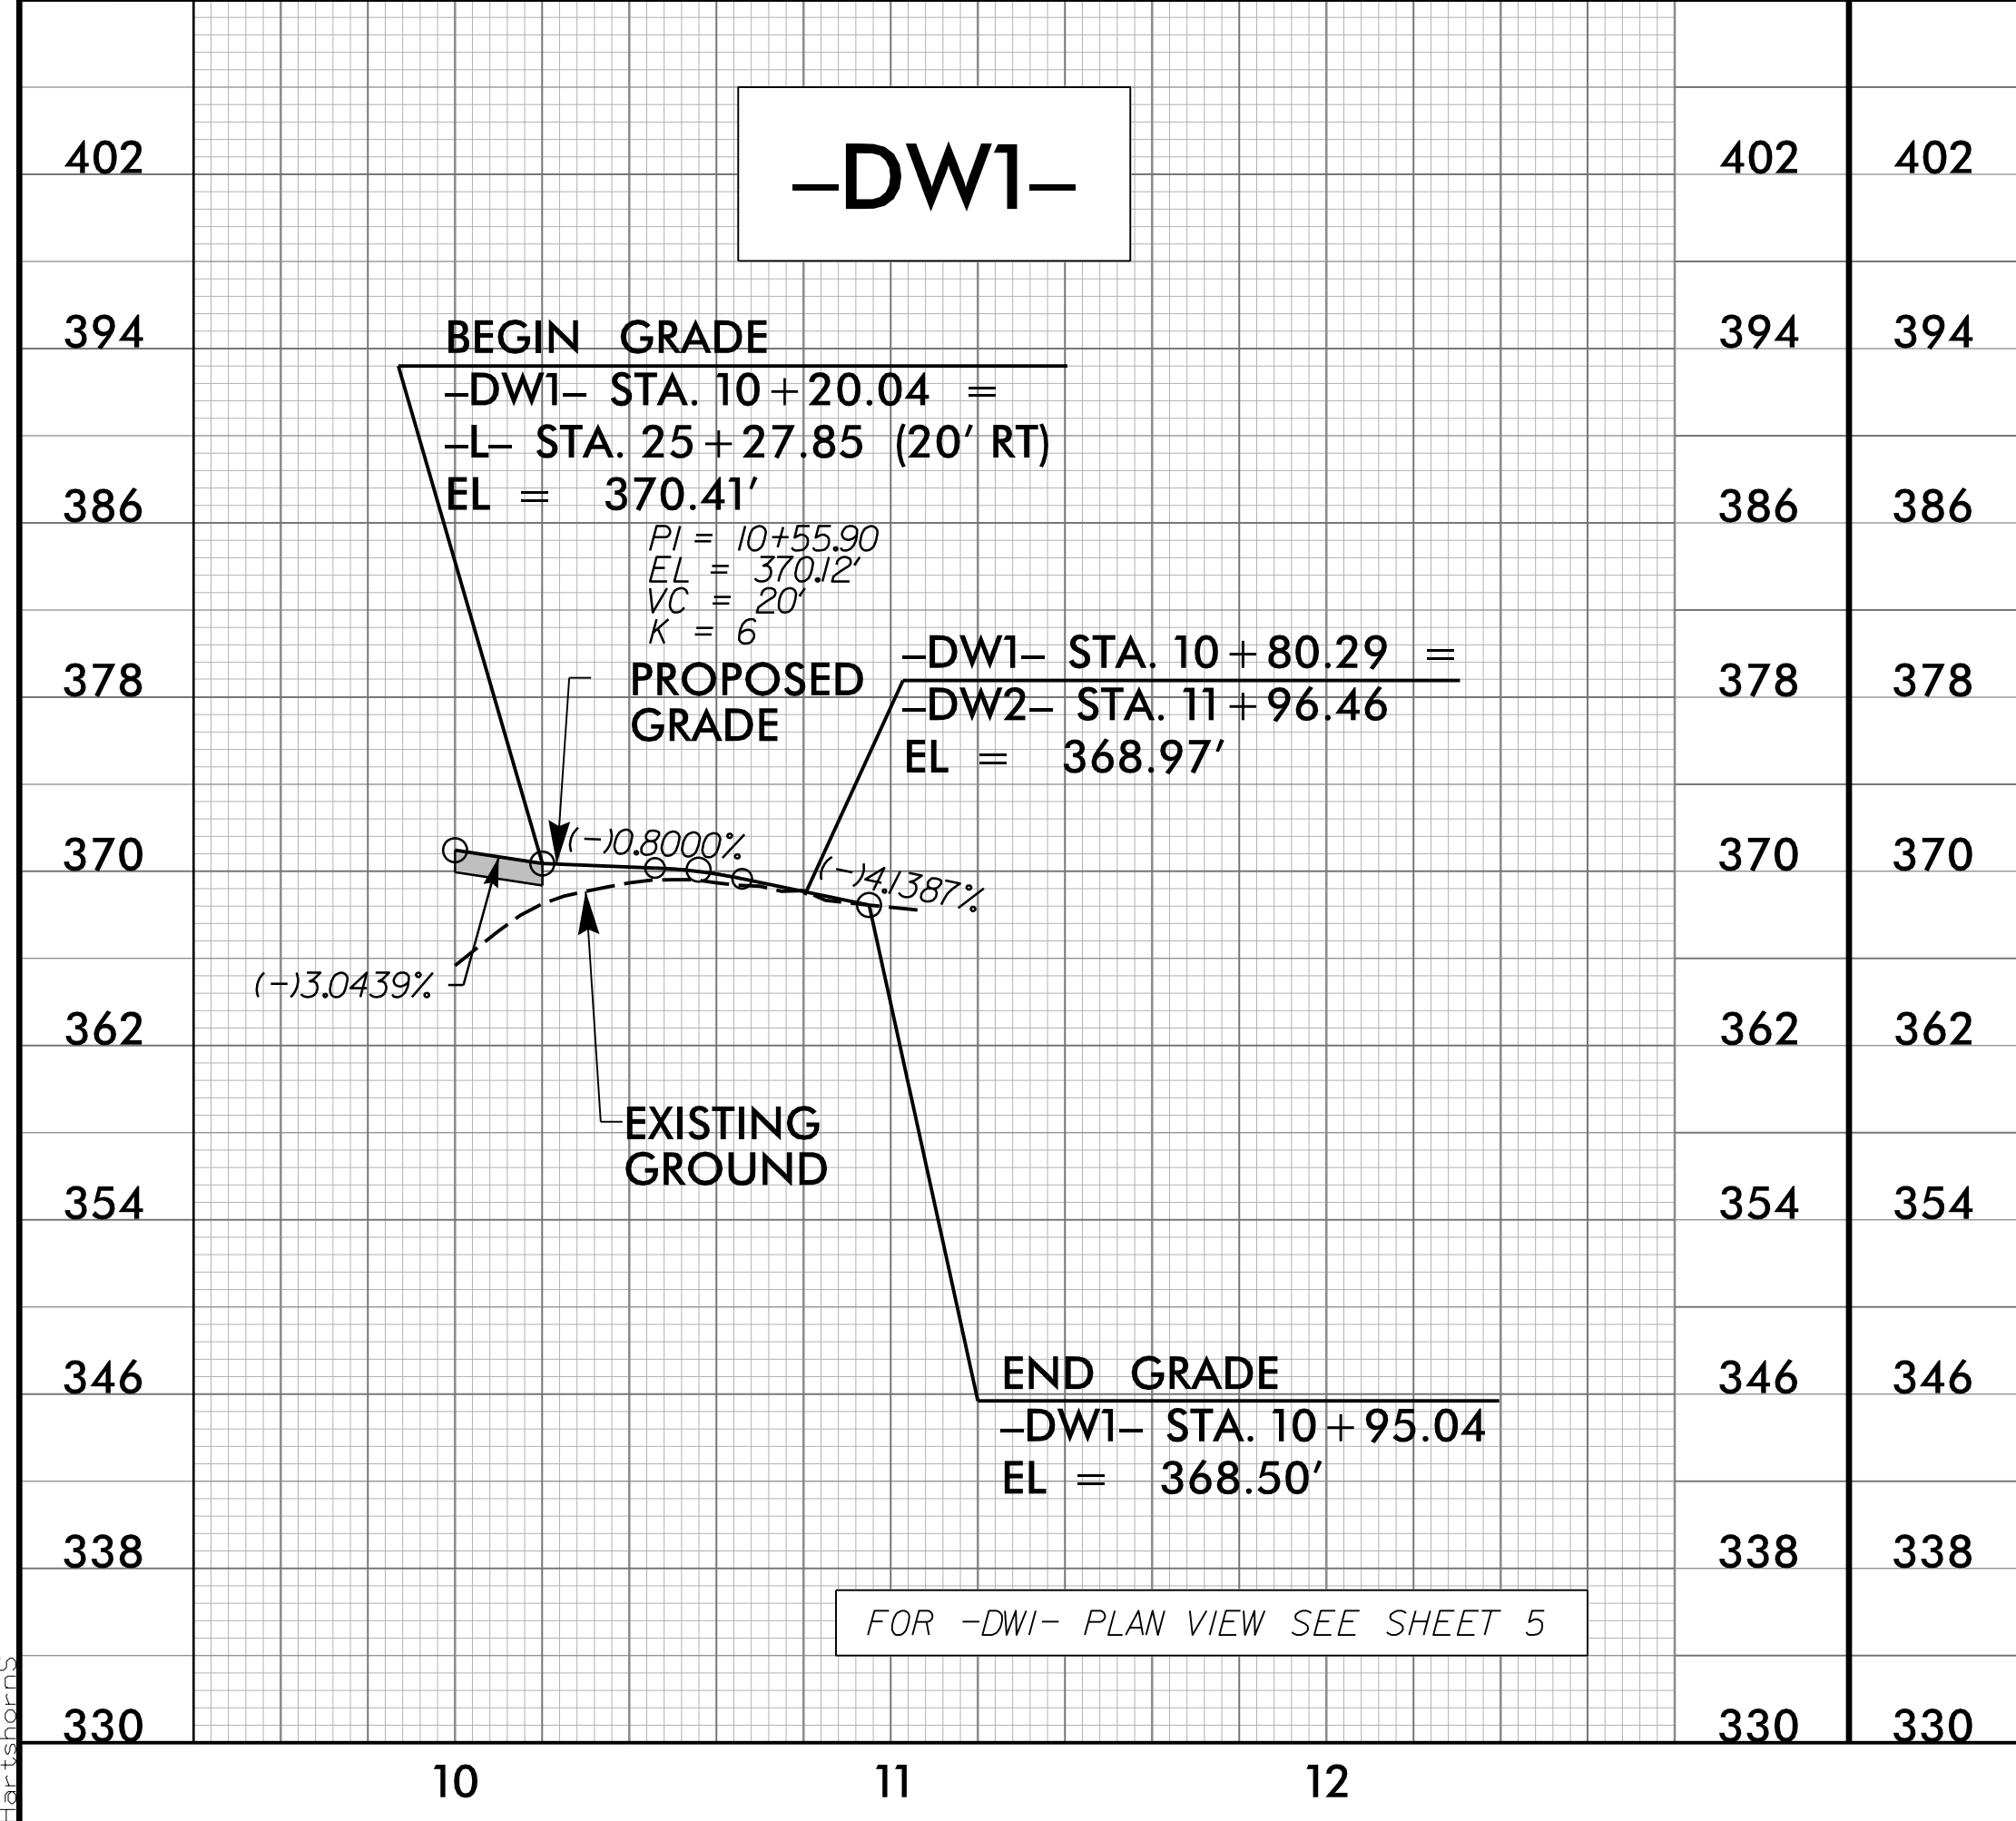 -DW1-
402
402
402
394
394
394
BEGIN GRADE
-DW1- STA. 10+20.04 =
-L- STA. 25+27.85 (20' RT)
EL = 370.41'
386
386
386
PI = 10+55.90
EL = 370.12'
VC = 20'
K = 6
PROPOSED
GRADE
-DW1- STA. 10+80.29 =
-DW2- STA. 11+96.46
EL = 368.97'
378
378
378
(-)0.8000%
(-)4.1387%
370
370
370
(-)3.0439%
362
362
362
EXISTING
GROUND
354
354
354
END GRADE
-DW1- STA. 10+95.04
EL = 368.50'
346
346
346
338
338
338
FOR -DW1- PLAN VIEW SEE SHEET 5
330
330
330
10
11
12
HartshornS